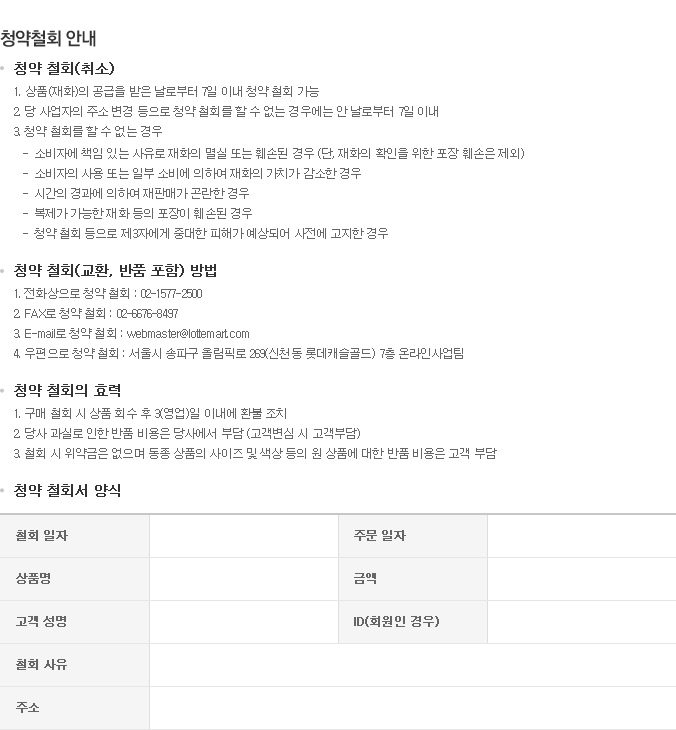 청약철회 안내
청약 철회(취소)
1. 상품(재화)의 공급을 받은 날로부터 7일 이내 청약 철회 가능
2. 당 사업자의 주소 변경 등으로 청약 철회를 할 수 없는 경우에는 안 날로부터 7일 이내
3. 청약 철회를 할 수 없는 경우
- 소비자에 책임 있는 사유로 재화의 멸실 또는 훼손된 경우 (단, 재화의 확인을 위한 포장 훼손은 제외)
- 소비자의 사용 또는 일부 소비에 의하여 재화의 가치가 감소한 경우
- 시간의 경과에 의하여 재판매가 곤란한 경우
- 복제가 가능한 재화 등의 포장이 훼손된 경우
- 청약 철회 등으로 제3자에게 중대한 피해가 예상되어 사전에 고지한 경우
청약 철회(교환, 반품 포함) 방법
1. 전화상으로 청약 철회 : 02-1577-2500
2. FAX로 청약 철회 : 02-6676-8497
3. E-mail로 청약 철회 : webmaster@lottemart.com
4. 우편으로 청약 철회 : 서울시 송파구 올림픽로 269(신천동 롯데캐슬골드) 7층 온라인사업팀
청약 철회의 효력
1. 구매 철회 시 상품 회수 후 3(영업)일 이내에 환불 조치
2. 당사 과실로 인한 반품 비용은 당사에서 부담 (고객변심 시 고객부담)
3. 철회 시 위약금은 없으며 동종 상품의 사이즈 및 색상 등의 원 상품에 대한 반품 비용은 고객 부담
청약 철회서 양식
철회 일자 주문 일자
상품명 금액
고객 성명 ID(회원인 경우)
철회 사유
주소